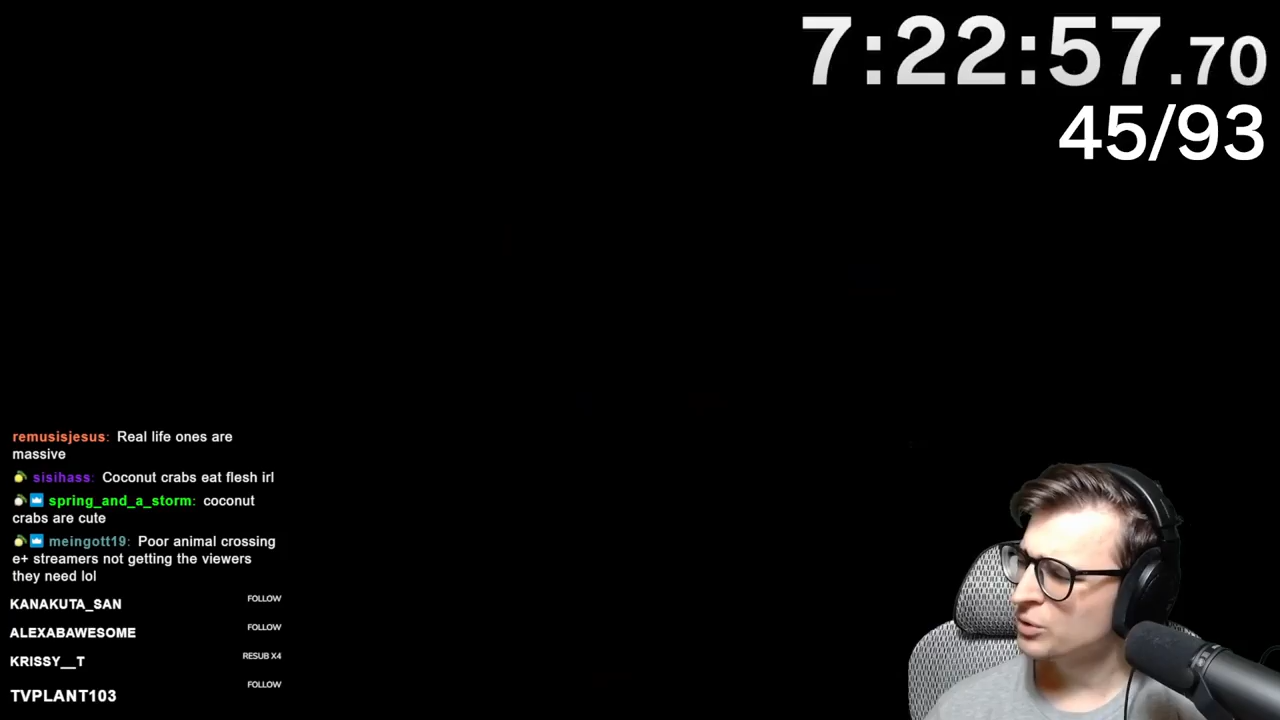 7:22:57.70
45/93
remusisjesus: Real life ones are
massive
sisihass: Coconut crabs eat flesh irl
spring_and_a_storm: coconut
crabs are cute
meingott19: Poor animal crossing
e+ streamers not getting the viewers
they need lol
KANAKUTA_SAN FOLLOW
ALEXABAWESOME FOLLOW
KRISSY__T RESUB X4
TVPLANT103 FOLLOW